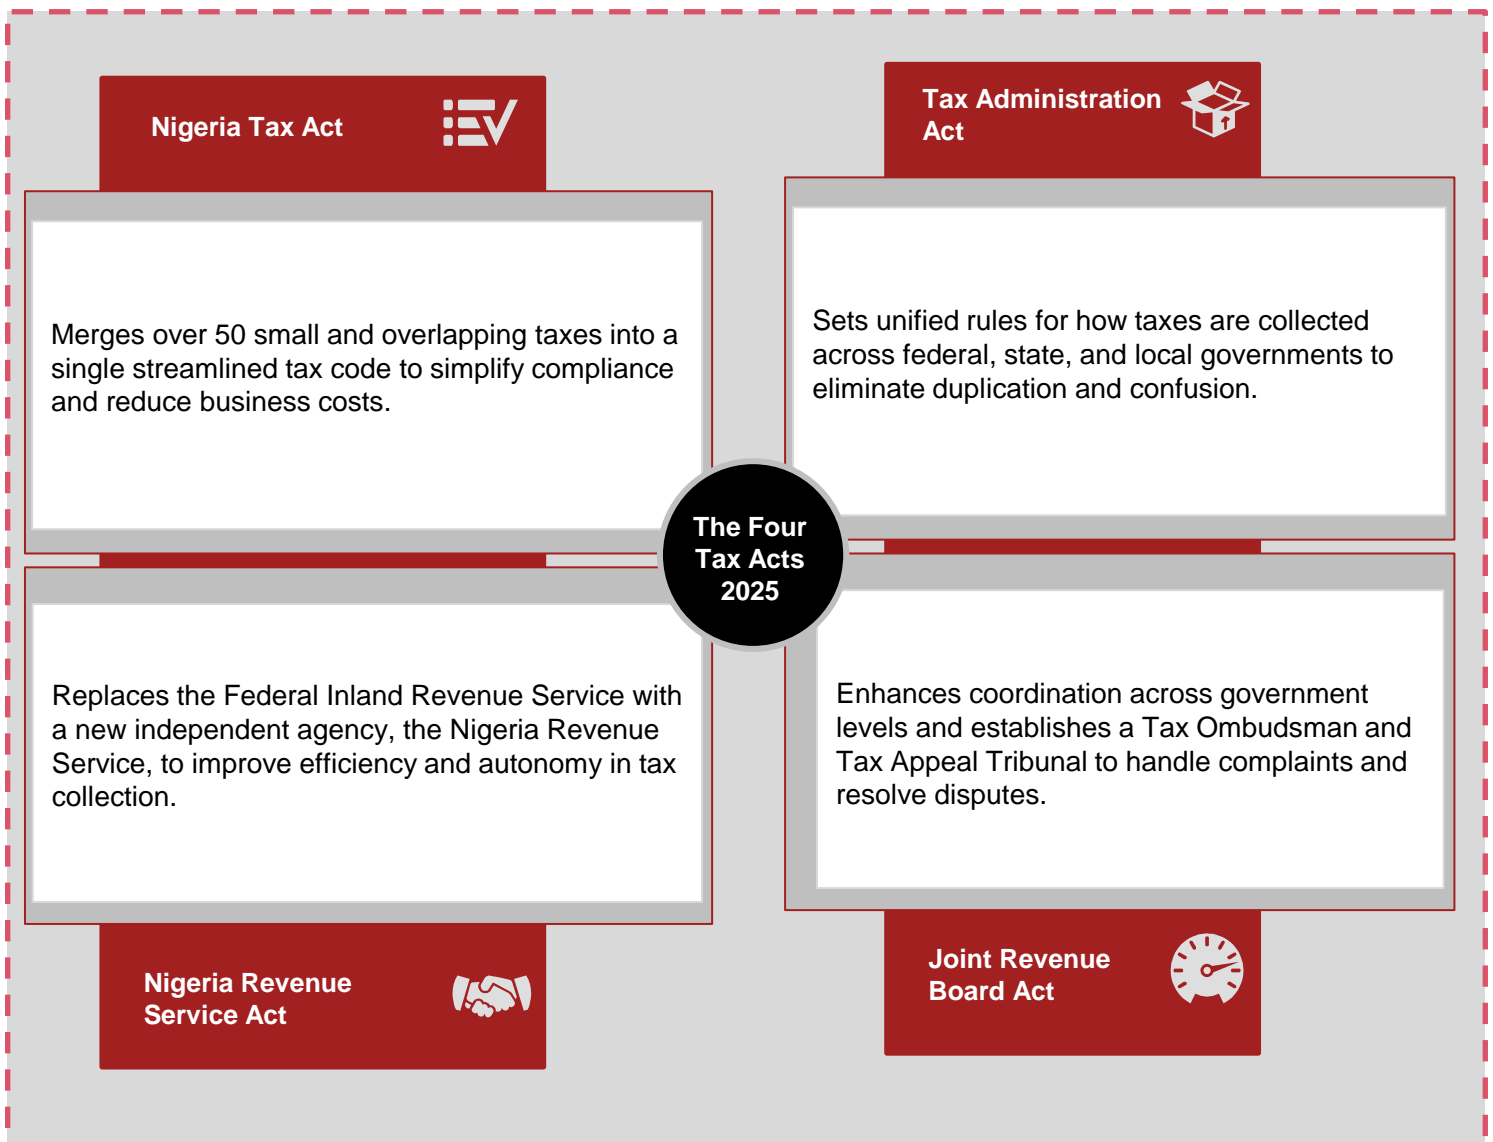 Nigeria Tax Act
Merges over 50 small and overlapping taxes into a
single streamlined tax code to simplify compliance
and reduce business costs.
Tax Administration
Act
Sets unified rules for how taxes are collected
across federal, state, and local governments to
eliminate duplication and confusion.
The Four
Tax Acts
2025
Replaces the Federal Inland Revenue Service with
a new independent agency, the Nigeria Revenue
Service, to improve efficiency and autonomy in tax
collection.
Nigeria Revenue
Service Act
Enhances coordination across government
levels and establishes a Tax Ombudsman and
Tax Appeal Tribunal to handle complaints and
resolve disputes.
Joint Revenue
Board Act